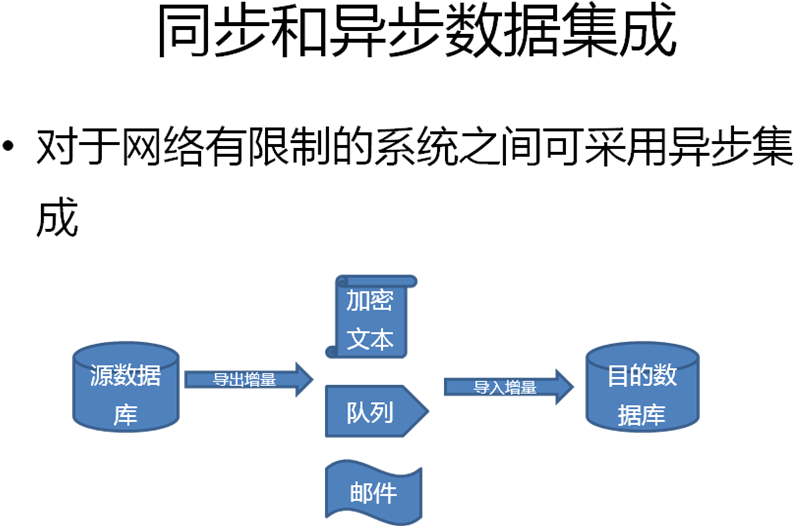 同步和异步数据集成
• 对于网络有限制的系统之间可采用异步集
成
加密
文本
源数据
库
导出增量
队列
导入增量
目的数
据库
邮件